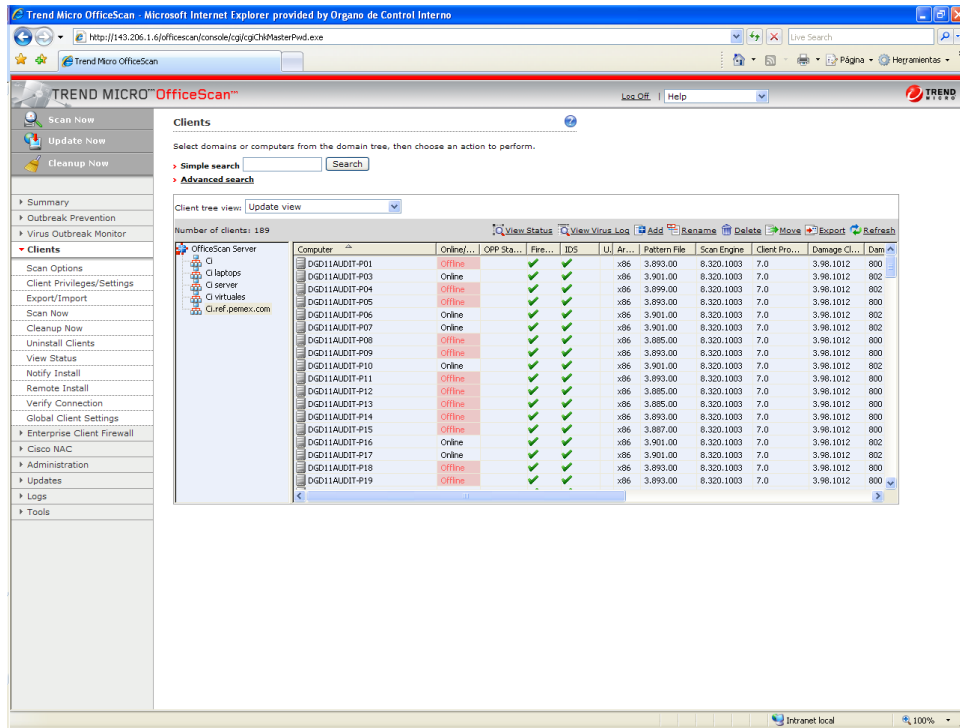 Trend Micro OfficeScan - Microsoft Internet Explorer provided by Organo de Control Interno
http://143.206.1.6/officescan/console/cgi/cgiChkMasterPwd.exe
Live Search
Trend Micro OfficeScan
Página
Herramientas
TREND MICRO™ OfficeScan™
Log Off | Help
TREND MICRO
Scan Now
Update Now
Cleanup Now
Summary
Outbreak Prevention
Virus Outbreak Monitor
Clients
Scan Options
Client Privileges/Settings
Export/Import
Scan Now
Cleanup Now
Uninstall Clients
View Status
Notify Install
Remote Install
Verify Connection
Global Client Settings
Enterprise Client Firewall
Cisco NAC
Administration
Updates
Logs
Tools
Clients
Select domains or computers from the domain tree, then choose an action to perform.
Simple search Search
Advanced search
Client tree view: Update view
Number of clients: 189
View Status View Virus Log Add Rename Delete Move Export Refresh
OfficeScan Server
Ci
Ci laptops
Ci server
Ci virtuales
Ci.ref.pemex.com
Computer Online/... OPP Sta... Fire... IDS U. Ar... Pattern File Scan Engine Client Pro... Damage Cl... Dam
DGD11AUDIT-P01 Offline x86 3.893.00 8.320.1003 7.0 3.98.1012 800
DGD11AUDIT-P03 Online x86 3.901.00 8.320.1003 7.0 3.98.1012 802
DGD11AUDIT-P04 Offline x86 3.899.00 8.320.1003 7.0 3.98.1012 802
DGD11AUDIT-P05 Offline x86 3.893.00 8.320.1003 7.0 3.98.1012 800
DGD11AUDIT-P06 Online x86 3.901.00 8.320.1003 7.0 3.98.1012 802
DGD11AUDIT-P07 Online x86 3.901.00 8.320.1003 7.0 3.98.1012 802
DGD11AUDIT-P08 Offline x86 3.885.00 8.320.1003 7.0 3.98.1012 800
DGD11AUDIT-P09 Offline x86 3.893.00 8.320.1003 7.0 3.98.1012 800
DGD11AUDIT-P10 Online x86 3.901.00 8.320.1003 7.0 3.98.1012 802
DGD11AUDIT-P11 Offline x86 3.893.00 8.320.1003 7.0 3.98.1012 800
DGD11AUDIT-P12 Offline x86 3.885.00 8.320.1003 7.0 3.98.1012 800
DGD11AUDIT-P13 Offline x86 3.885.00 8.320.1003 7.0 3.98.1012 800
DGD11AUDIT-P14 Offline x86 3.893.00 8.320.1003 7.0 3.98.1012 800
DGD11AUDIT-P15 Offline x86 3.887.00 8.320.1003 7.0 3.98.1012 800
DGD11AUDIT-P16 Online x86 3.901.00 8.320.1003 7.0 3.98.1012 802
DGD11AUDIT-P17 Online x86 3.901.00 8.320.1003 7.0 3.98.1012 802
DGD11AUDIT-P18 Offline x86 3.893.00 8.320.1003 7.0 3.98.1012 800
DGD11AUDIT-P19 Offline x86 3.893.00 8.320.1003 7.0 3.98.1012 800
Intranet local 100%